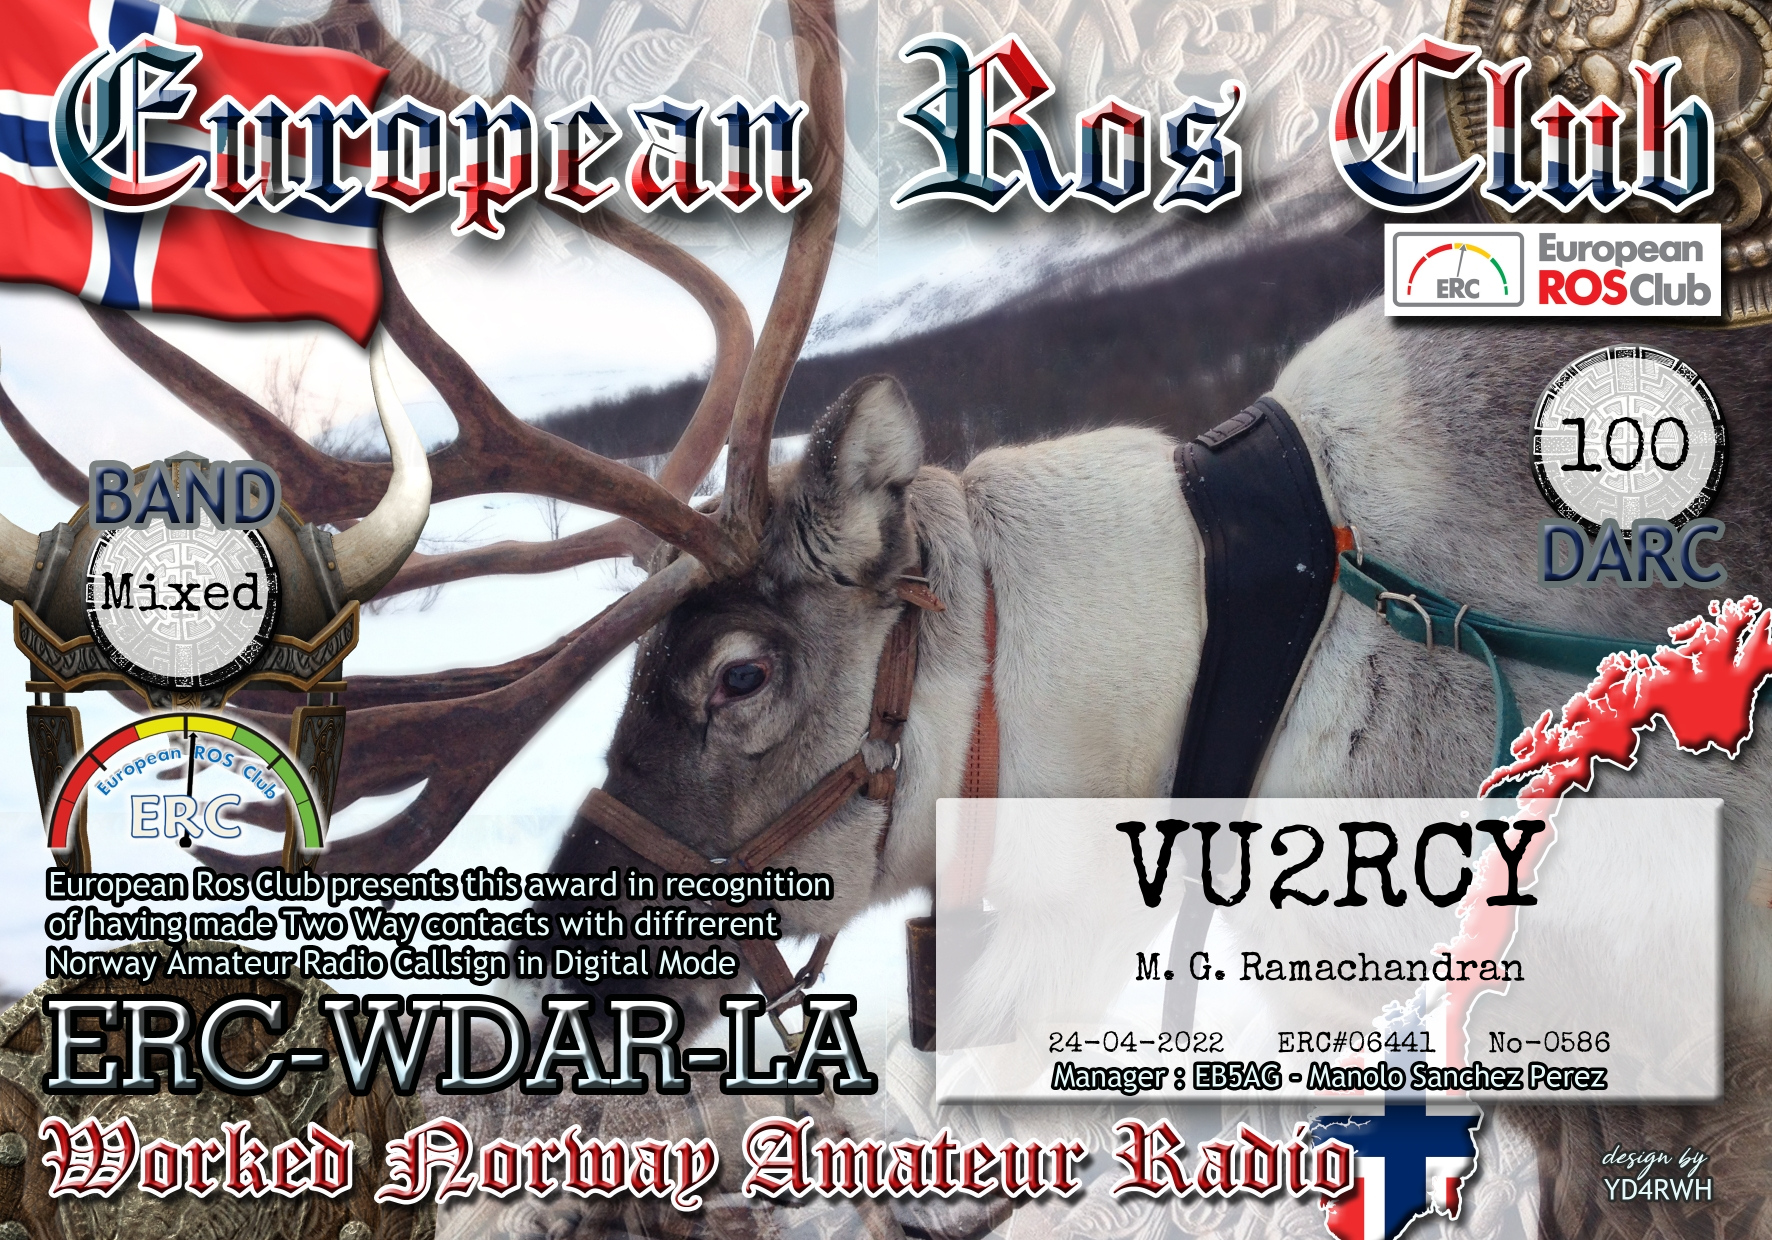 European Ros Club
European
ERC ROS Club
100
DARC
BAND
Mixed
European ROS Club
ERC
European Ros Club presents this award in recognition
of having made Two Way contacts with diffrerent
Norway Amateur Radio Callsign in Digital Mode
ERC-WDAR-LA
Worked Norway Amateur Radio
VU2RCY
M. G. Ramachandran
24-04-2022 ERC#06441 No-0586
Manager : EB5AG - Manolo Sanchez Perez
design by
YD4RWH